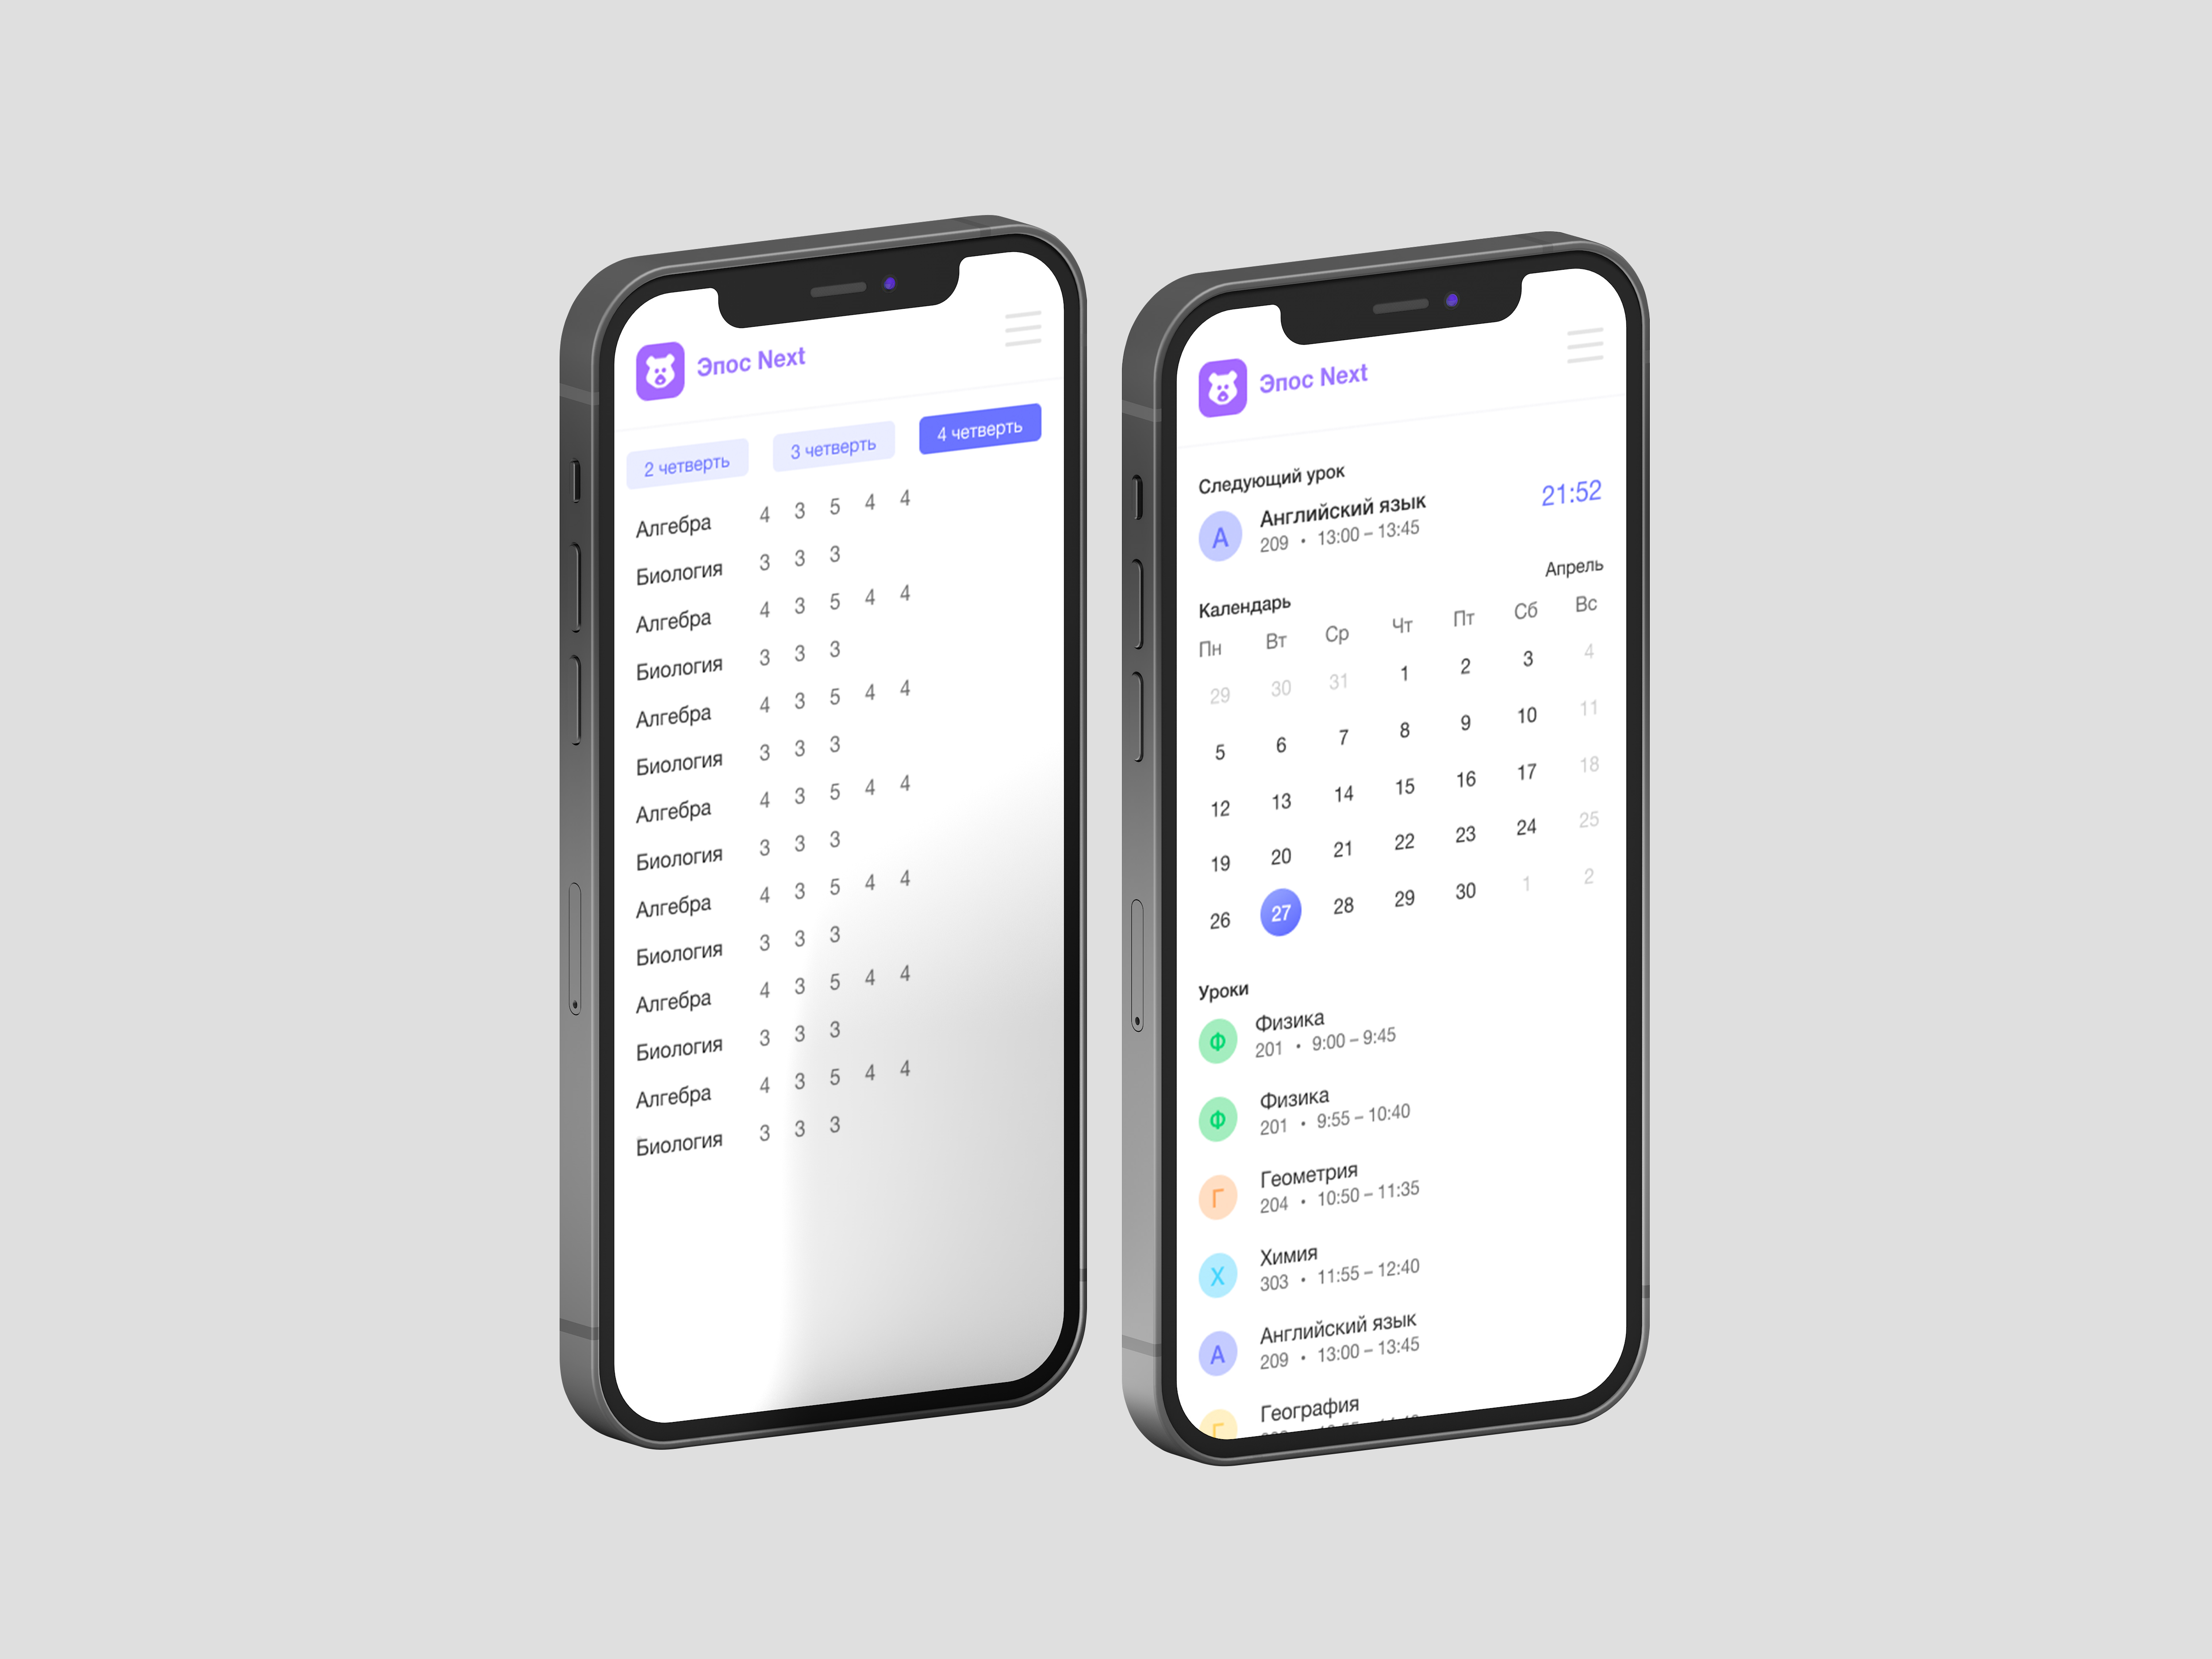 Эпос Next
2 четверть 3 четверть 4 четверть
Алгебра 4 3 5 4 4
Биология 3 3 3
Алгебра 4 3 5 4 4
Биология 3 3 3
Алгебра 4 3 5 4 4
Биология 3 3 3
Алгебра 4 3 5 4 4
Биология 3 3 3
Алгебра 4 3 5 4 4
Биология 3 3 3
Алгебра 4 3 5 4 4
Биология 3 3 3
Алгебра 4 3 5 4 4
Биология 3 3 3
Эпос Next
Следующий урок
А Английский язык 21:52
209 • 13:00 – 13:45
Календарь Апрель
Пн Вт Ср Чт Пт Сб Вс
29 30 31 1 2 3 4
5 6 7 8 9 10 11
12 13 14 15 16 17 18
19 20 21 22 23 24 25
26 27 28 29 30 1 2
Уроки
Ф Физика
201 • 9:00 – 9:45
Ф Физика
201 • 9:55 – 10:40
Г Геометрия
204 • 10:50 – 11:35
Х Химия
303 • 11:55 – 12:40
А Английский язык
209 • 13:00 – 13:45
Г География